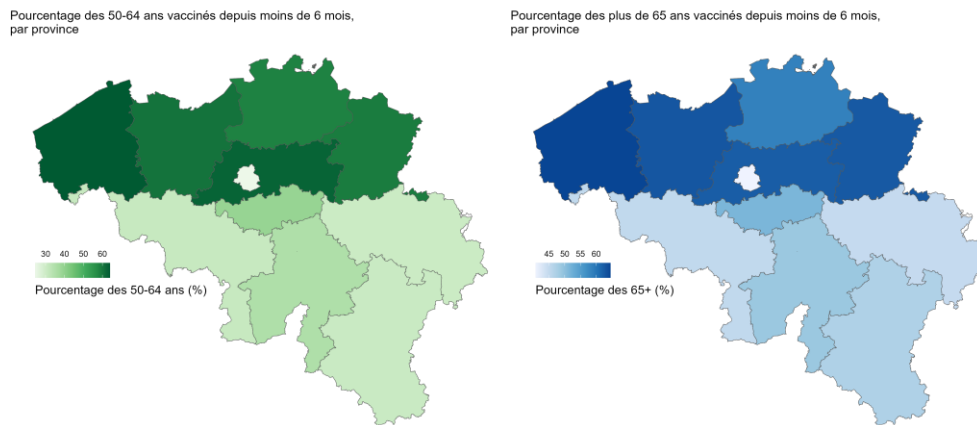 Pourcentage des 50-64 ans vaccinés depuis moins de 6 mois,
par province
30 40 50 60
Pourcentage des 50-64 ans (%)
Pourcentage des plus de 65 ans vaccinés depuis moins de 6 mois,
par province
45 50 55 60
Pourcentage des 65+ (%)